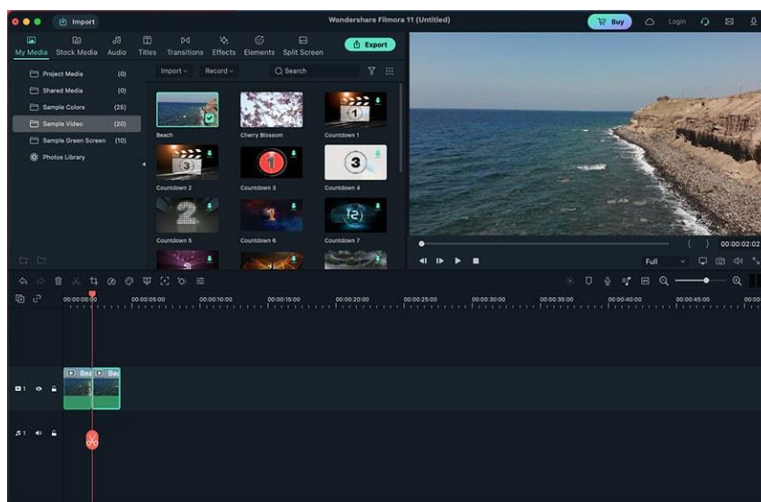 Import
Wondershare Filmora 11 (Untitled)
Buy
Login
My Media
Stock Media
Audio
Titles
Transitions
Effects
Elements
Split Screen
Export
Project Media (0)
Shared Media (0)
Sample Colors (25)
Sample Video (20)
Sample Green Screen (10)
Photos Library
Import
Record
Search
Beach
Cherry Blossom
Countdown 1
Countdown 2
Countdown 3
Countdown 4
Countdown 5
Countdown 6
Countdown 7
00:00:02:02
Full
00:00:00:00
00:00:05:00
00:00:10:00
00:00:15:00
00:00:20:00
00:00:25:00
00:00:30:00
00:00:35:00
00:00:40:00
00:00:45:00
Bea
Bea
1
1